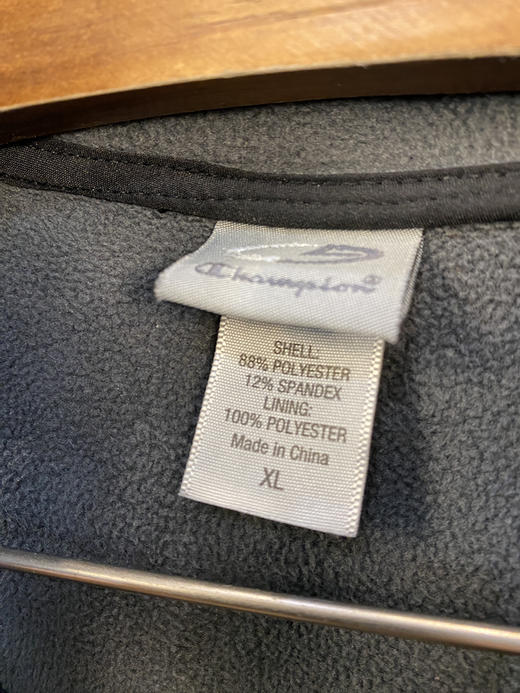 Champion
SHELL:
88% POLYESTER
12% SPANDEX
LINING:
100% POLYESTER
Made in China
XL